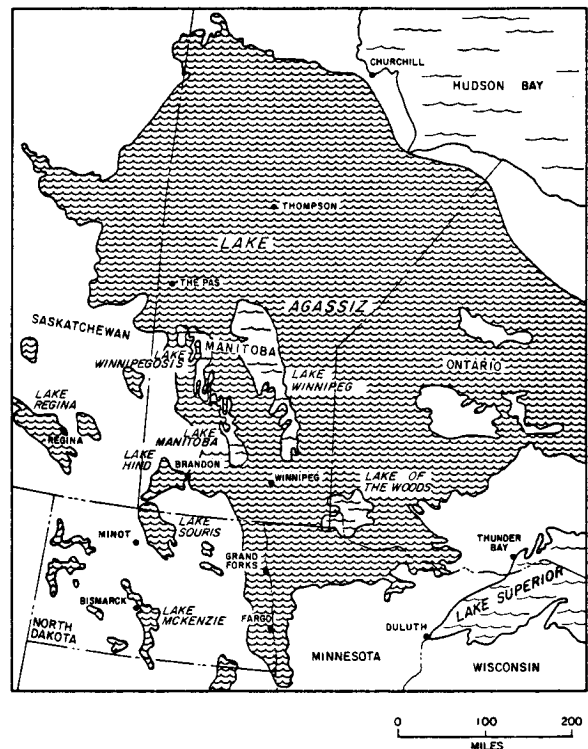 CHURCHILL
HUDSON BAY
THOMPSON
LAKE
THE PAS
AGASSIZ
SASKATCHEWAN
MANITOBA
LAKE
WINNIPEGOSIS
LAKE
WINNIPEG
ONTARIO
LAKE
REGINA
REGINA
LAKE
MANITOBA
LAKE
HIND
BRANDON
WINNIPEG
LAKE OF
THE WOODS
LAKE
SOURIS
MINOT
GRAND
FORKS
THUNDER
BAY
LAKE SUPERIOR
BISMARCK
LAKE
MCKENZIE
NORTH
DAKOTA
FARGO
DULUTH
MINNESOTA
WISCONSIN
0 100 200
MILES